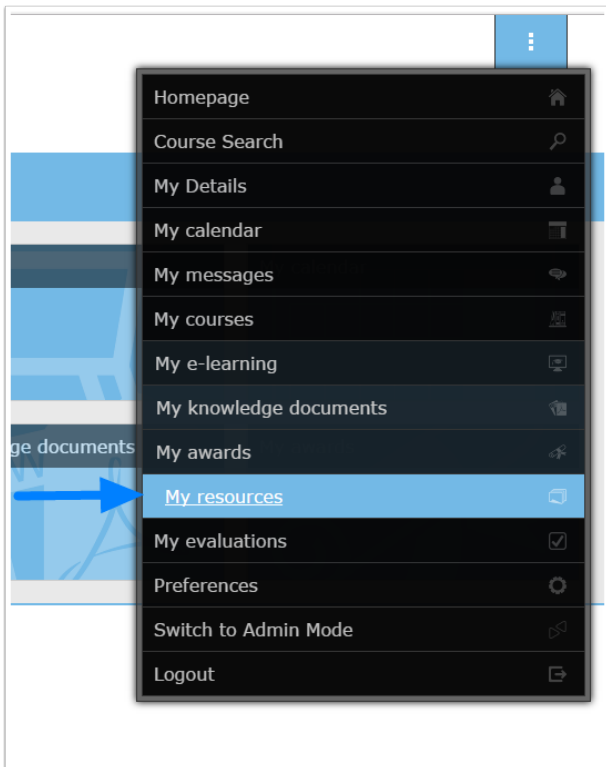 Homepage
Course Search
My Details
My calendar
My messages
My courses
My e-learning
My knowledge documents
ge documents
My awards
My resources
My evaluations
Preferences
Switch to Admin Mode
Logout